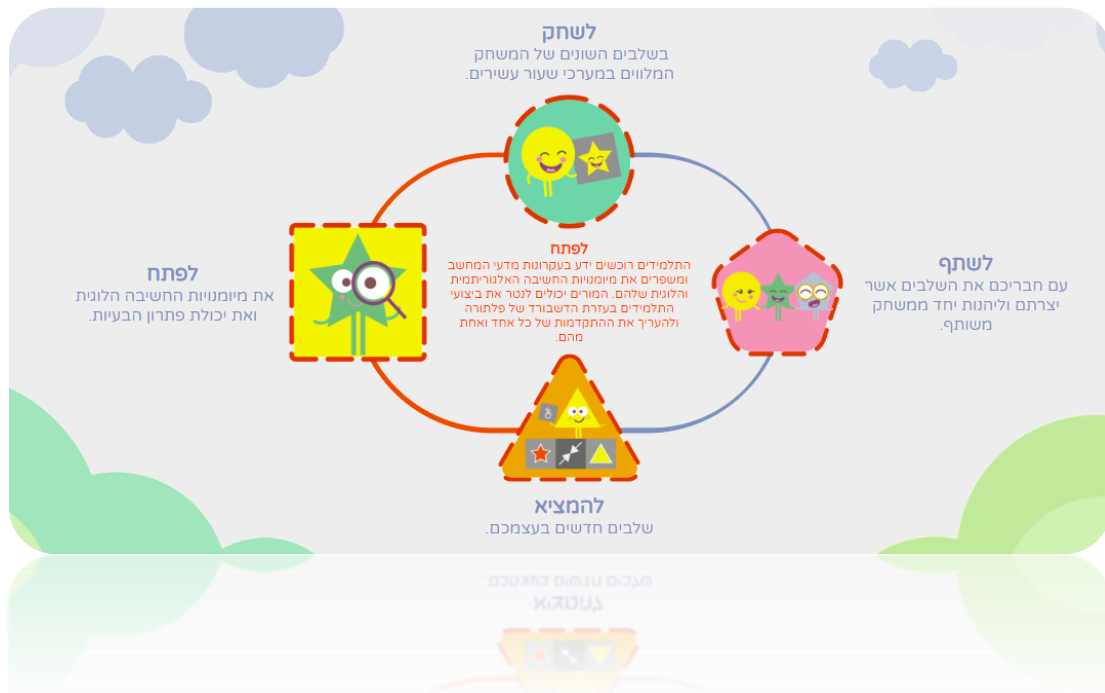 לשחק
בשלבים השונים של המשחק
המלווים במערכי שעור עשירים.
לשתף
עם חבריכם את השלבים אשר
יצרתם וליהנות יחד ממשחק
משותף.
לפתח
התלמידים רוכשים ידע בעקרונות מדעי המחשב
ומשפרים את מיומנויות החשיבה האלגוריתמית
והלוגית שלהם. המורים יכולים לנטר את ביצועי
התלמידים בעזרת הדשבורד של פלתורה
ולהעריך את ההתקדמות של כל אחד ואחת
מהם.
לפתח
את מיומנויות החשיבה הלוגית
ואת יכולת פתרון הבעיות.
להמציא
שלבים חדשים בעצמכם.